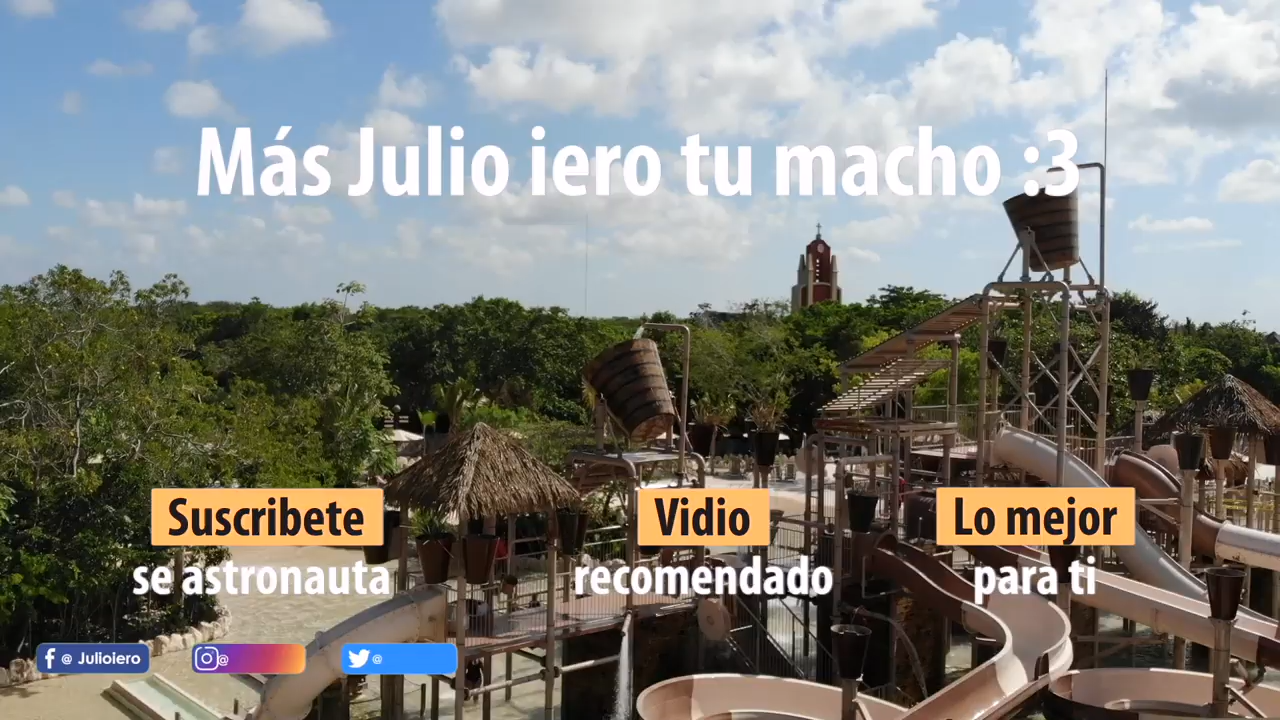 Más Julio iero tu macho :3
Suscribete
se astronauta
Vidio
recomendado
Lo mejor
para ti
@ Julioiero
@
@